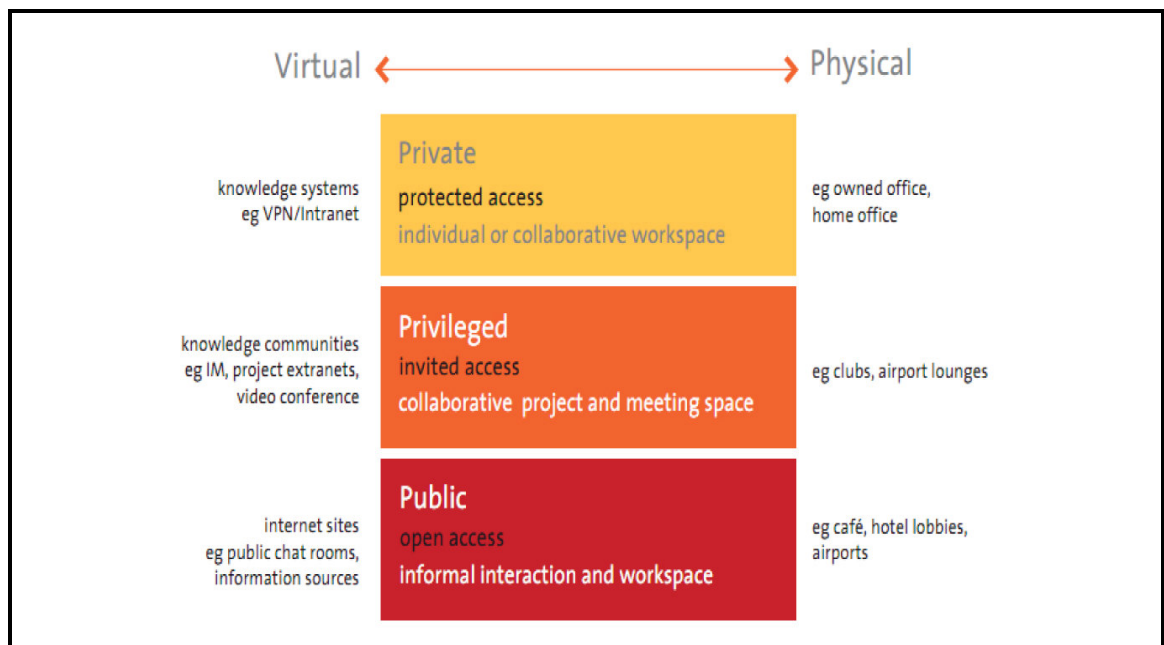 Virtual
Physical
knowledge systems
eg VPN/Intranet
Private
protected access
individual or collaborative workspace
eg owned office,
home office
knowledge communities
eg IM, project extranets,
video conference
Privileged
invited access
collaborative project and meeting space
eg clubs, airport lounges
internet sites
eg public chat rooms,
information sources
Public
open access
informal interaction and workspace
eg café, hotel lobbies,
airports